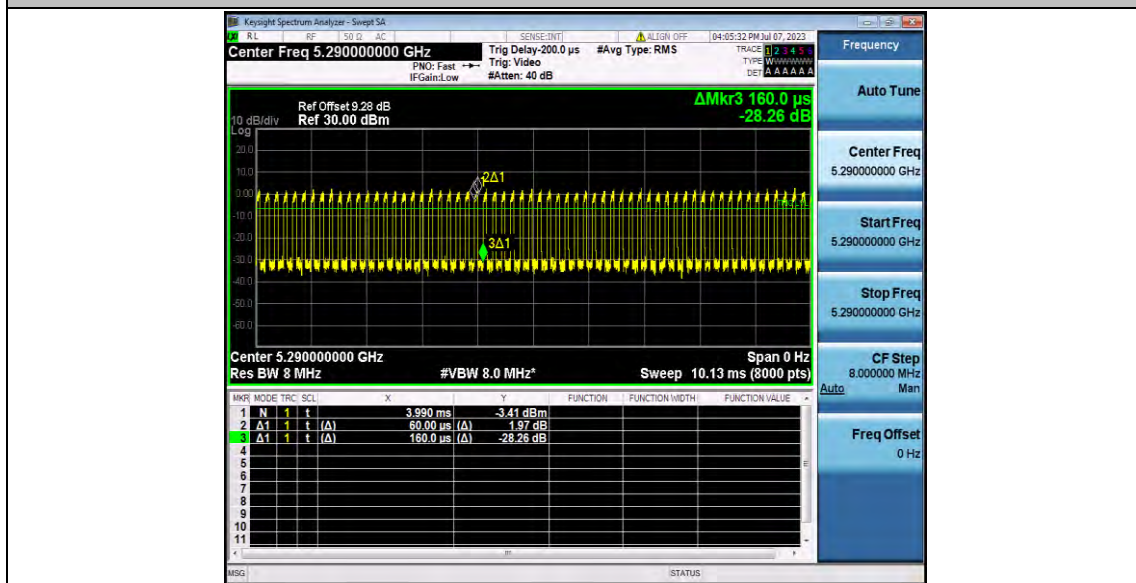 Keysight Spectrum Analyzer - Swept SA
RL RF 50 Ω AC SENSE:INT ALIGN OFF 04:05:32 PM Jul 07, 2023
Center Freq 5.290000000 GHz
PNO: Fast
IFGain:Low
Trig Delay-200.0 µs
Trig: Video
#Atten: 40 dB
#Avg Type: RMS
TRACE 1 2 3 4 5 6
TYPE W
DET A A A A A A
Ref Offset 9.28 dB
10 dB/div Ref 30.00 dBm
Log
ΔMkr3 160.0 µs
-28.26 dB
20.0
10.0
0.00
-10.0
-20.0
-30.0
-40.0
-50.0
-60.0
2Δ1
3Δ1
Center 5.290000000 GHz Span 0 Hz
Res BW 8 MHz #VBW 8.0 MHz* Sweep 10.13 ms (8000 pts)
MKR MODE TRC SCL X Y FUNCTION FUNCTION WIDTH FUNCTION VALUE
1 N 1 t 3.990 ms -3.41 dBm
2 Δ1 1 t (Δ) 60.00 µs (Δ) 1.97 dB
3 Δ1 1 t (Δ) 160.0 µs (Δ) -28.26 dB
4
5
6
7
8
9
10
11
MSG STATUS
Frequency
Auto Tune
Center Freq
5.290000000 GHz
Start Freq
5.290000000 GHz
Stop Freq
5.290000000 GHz
CF Step
8.000000 MHz
Auto Man
Freq Offset
0 Hz